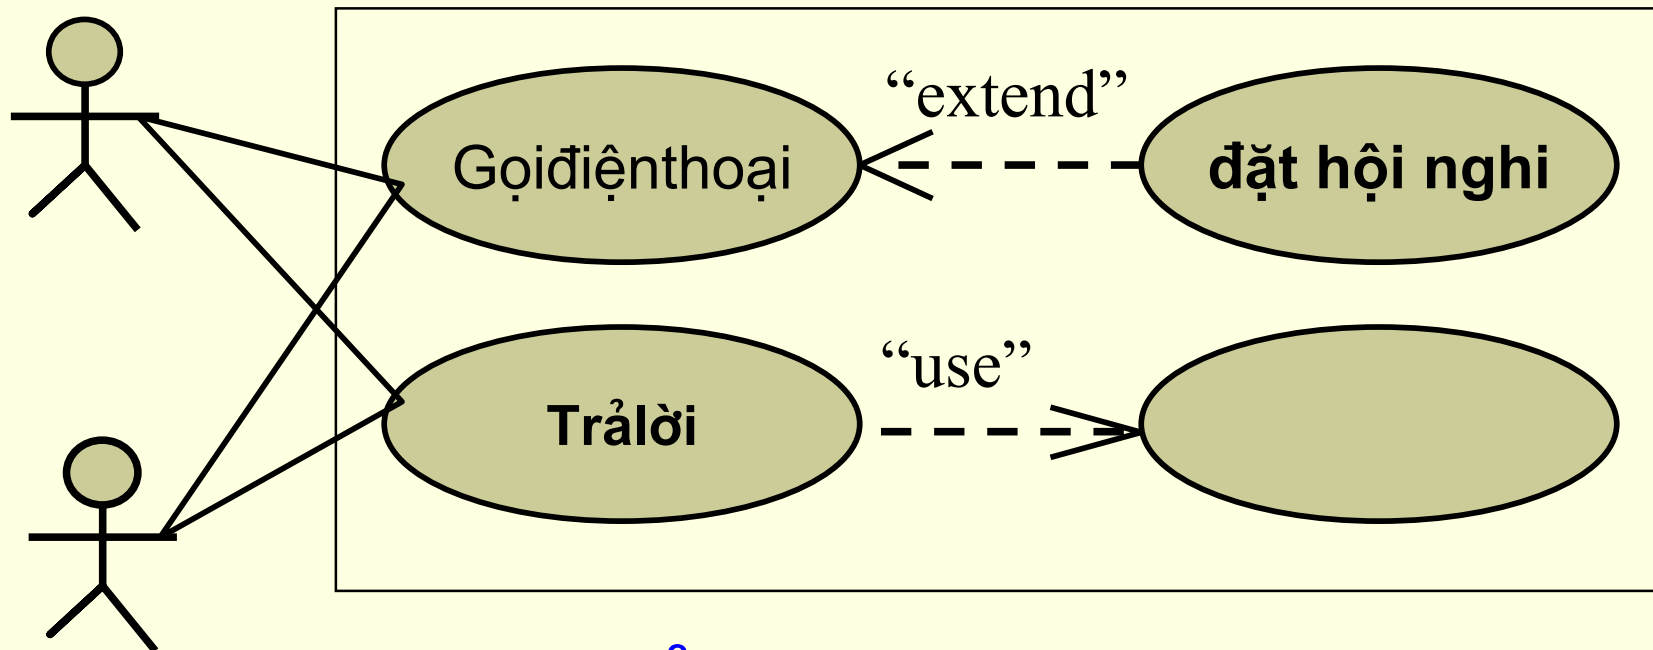 “extend”
Gọiđiệnthoại
đặt hội nghi
“use”
Trảlời